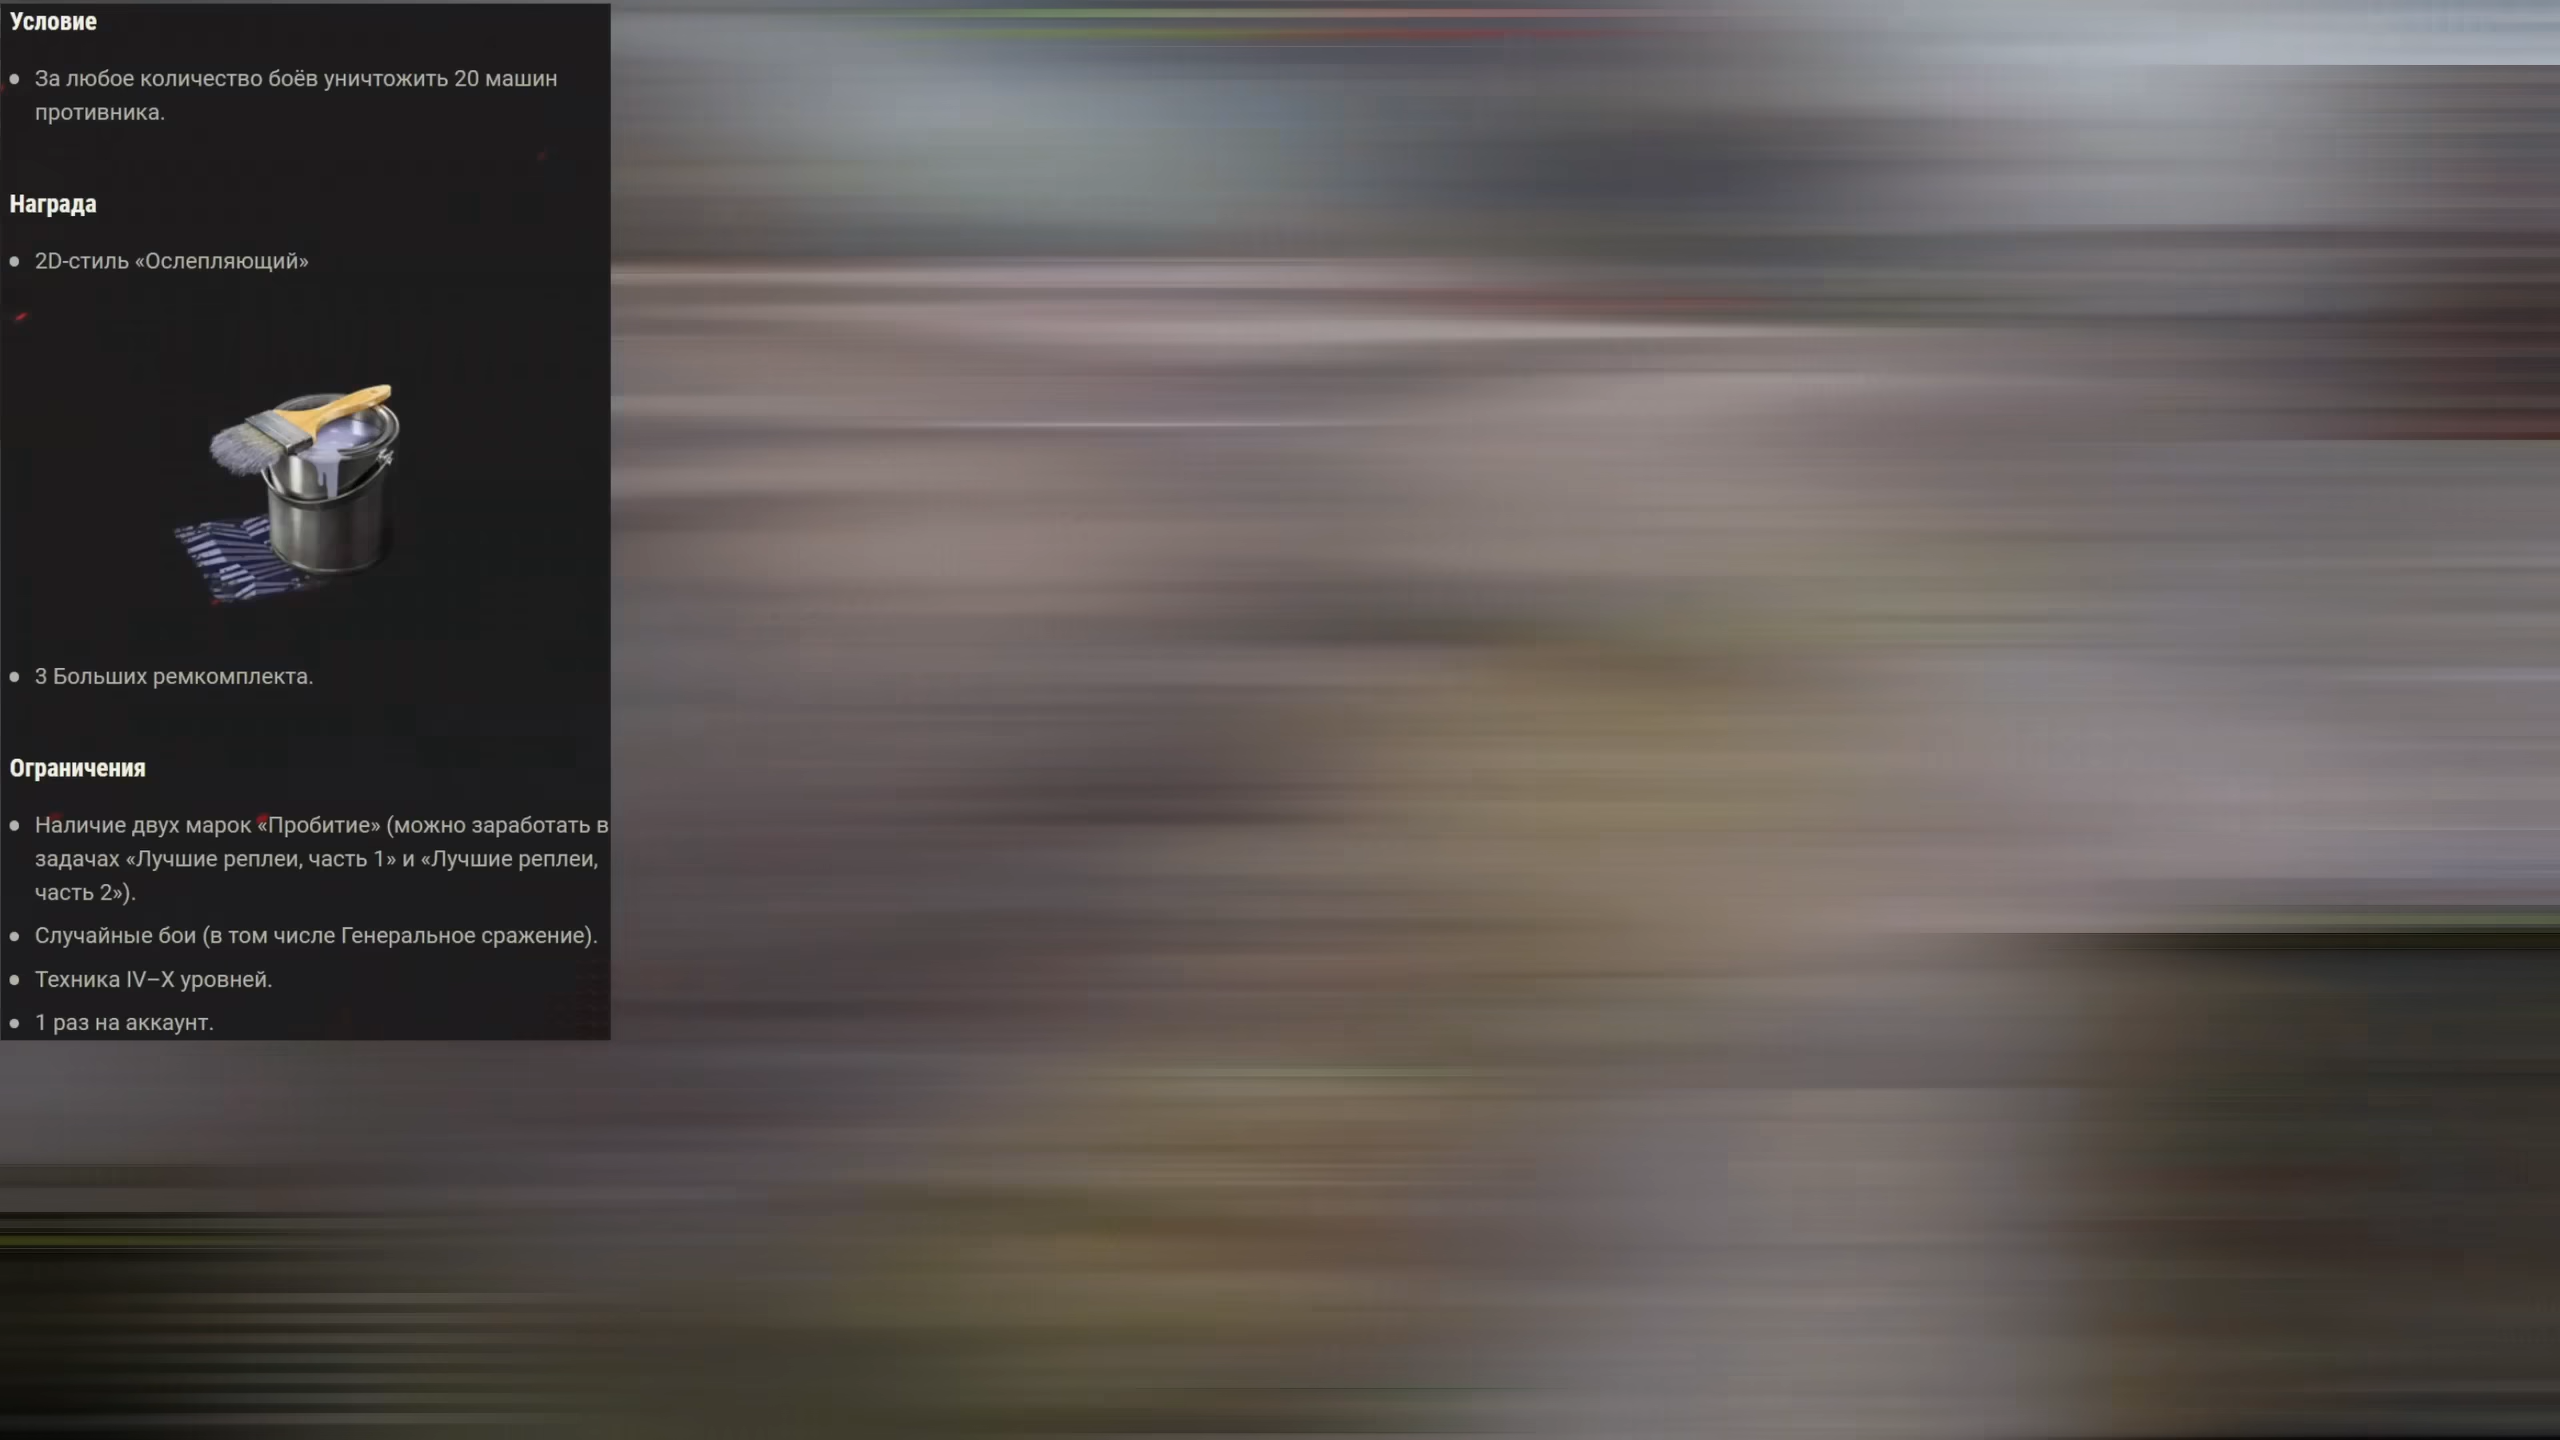 Условие
За любое количество боёв уничтожить 20 машин
противника.
Награда
2D-стиль «Ослепляющий»
3 Больших ремкомплекта.
Ограничения
Наличие двух марок «Пробитие» (можно заработать в
задачах «Лучшие реплеи, часть 1» и «Лучшие реплеи,
часть 2»).
Случайные бои (в том числе Генеральное сражение).
Техника IV–X уровней.
1 раз на аккаунт.